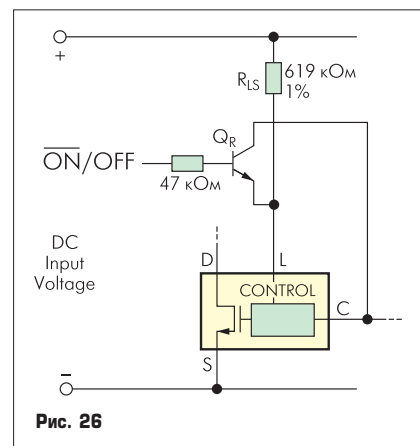 +
R_LS 619 кОм
1%
Q_R
ON/OFF
47 кОм
DC
Input
Voltage
D
L
CONTROL
C
S
–
Рис. 26